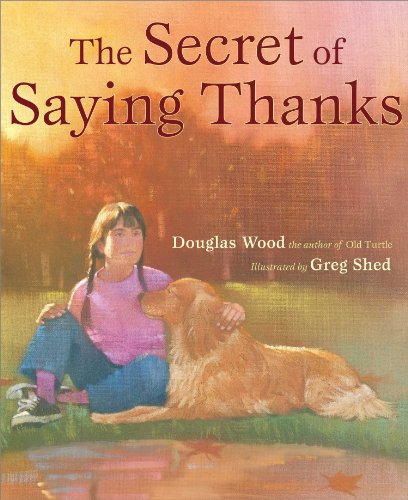 The Secret of
Saying Thanks
Douglas Wood the author of Old Turtle
Illustrated by Greg Shed